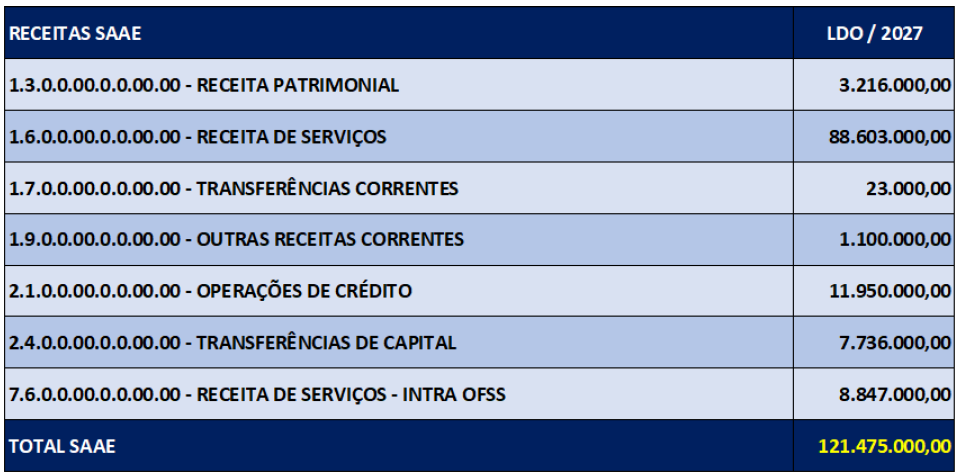 RECEITAS SAAE LDO / 2027
1.3.0.0.00.0.0.00.00 - RECEITA PATRIMONIAL 3.216.000,00
1.6.0.0.00.0.0.00.00 - RECEITA DE SERVIÇOS 88.603.000,00
1.7.0.0.00.0.0.00.00 - TRANSFERÊNCIAS CORRENTES 23.000,00
1.9.0.0.00.0.0.00.00 - OUTRAS RECEITAS CORRENTES 1.100.000,00
2.1.0.0.00.0.0.00.00 - OPERAÇÕES DE CRÉDITO 11.950.000,00
2.4.0.0.00.0.0.00.00 - TRANSFERÊNCIAS DE CAPITAL 7.736.000,00
7.6.0.0.00.0.0.00.00 - RECEITA DE SERVIÇOS - INTRA OFSS 8.847.000,00
TOTAL SAAE 121.475.000,00